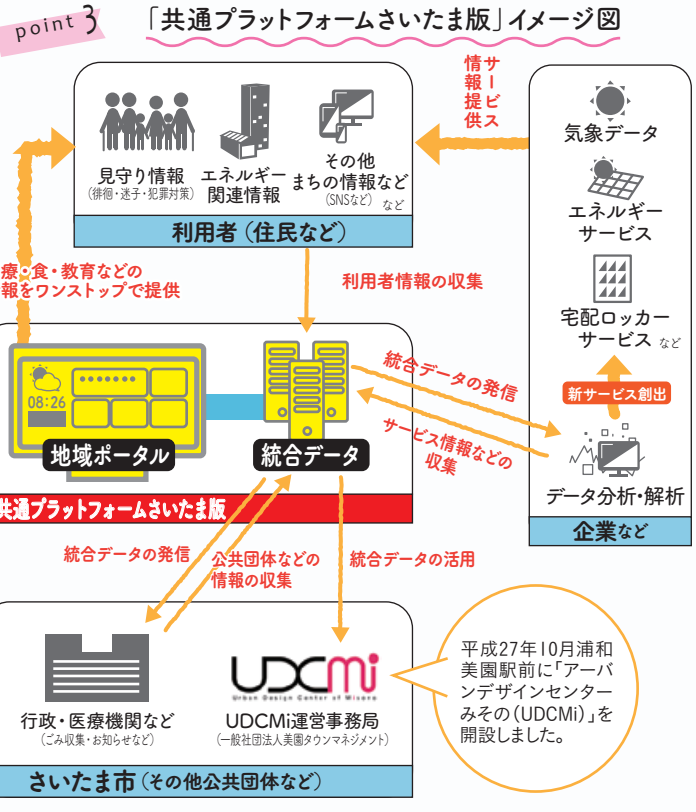 point 3
「共通プラットフォームさいたま版」イメージ図
見守り情報
(徘徊・迷子・犯罪対策)
エネルギー
関連情報
その他
まちの情報など
(SNSなど)
など
利用者(住民など)
サービス
情報提供
気象データ
エネルギー
サービス
宅配ロッカー
サービス など
新サービス創出
データ分析・解析
企業など
療・食・教育などの
報をワンストップで提供
利用者情報の収集
08:26
地域ポータル
統合データ
共通プラットフォームさいたま版
統合データの発信
サービス情報などの
収集
統合データの発信
公共団体などの
情報の収集
統合データの活用
行政・医療機関など
(ごみ収集・お知らせなど)
UDCMi
Urban Design Center of Misono
UDCMi運営事務局
(一般社団法人美園タウンマネジメント)
さいたま市(その他公共団体など)
平成27年10月浦和
美園駅前に「アーバ
ンデザインセンター
みその(UDCMi)」を
開設しました。